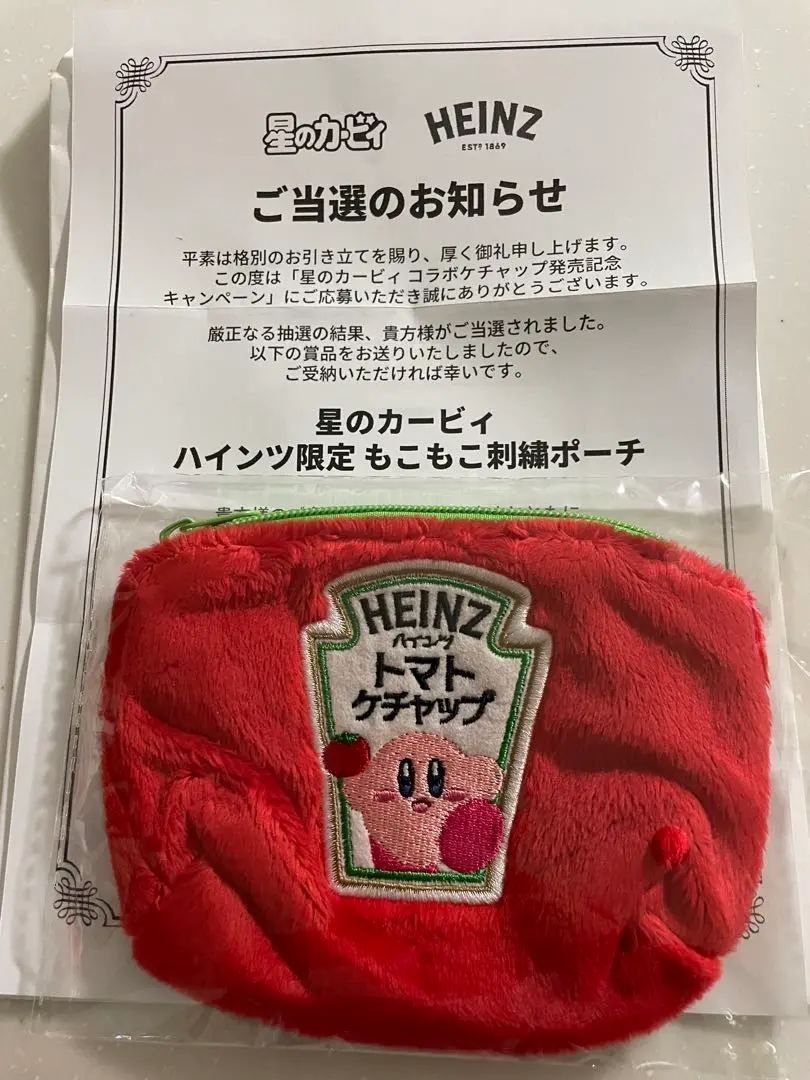 星のカービィ
HEINZ
ESTD 1869
ご当選のお知らせ
平素は格別のお引き立てを賜り、厚く御礼申し上げます。
この度は「星のカービィ コラボケチャップ発売記念
キャンペーン」にご応募いただき誠にありがとうございます。
厳正なる抽選の結果、貴方様がご当選されました。
以下の賞品をお送りいたしましたので、
ご受納いただければ幸いです。
星のカービィ
ハインツ限定 もこもこ刺繍ポーチ
HEINZ
ハインツ
トマト
ケチャップ